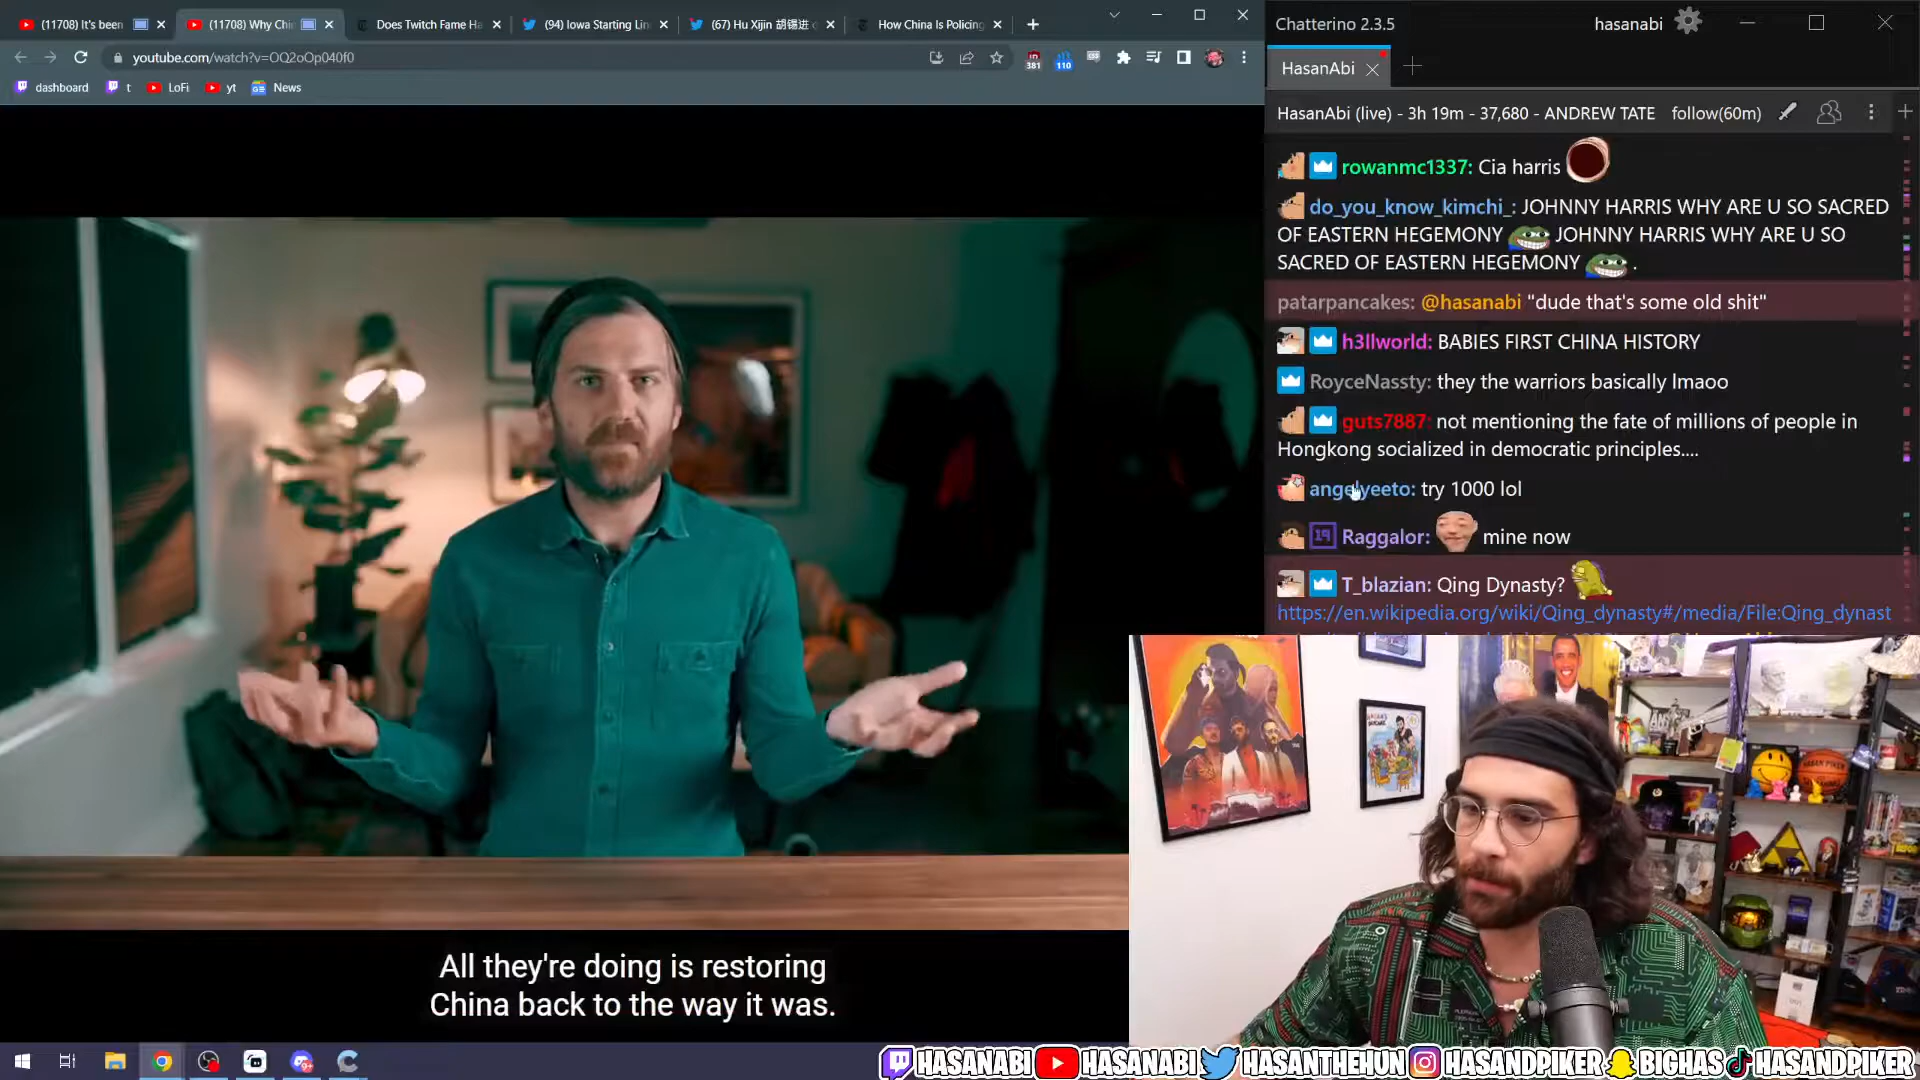 (11708) It's been
(11708) Why Chi
Does Twitch Fame Ha
(94) Iowa Starting Lin
(67) Hu Xijin 胡锡进
How China Is Policing
youtube.com/watch?v=OQ2oOp040f0
381
110
dashboard
t
LoFi
yt
News
Chatterino 2.3.5
hasanabi
HasanAbi
HasanAbi (live) - 3h 19m - 37,680 - ANDREW TATE
follow(60m)
rowanmc1337: Cia harris
do_you_know_kimchi_: JOHNNY HARRIS WHY ARE U SO SACRED
OF EASTERN HEGEMONY JOHNNY HARRIS WHY ARE U SO
SACRED OF EASTERN HEGEMONY .
patarpancakes: @hasanabi "dude that's some old shit"
h3llworld: BABIES FIRST CHINA HISTORY
RoyceNassty: they the warriors basically lmaoo
guts7887: not mentioning the fate of millions of people in
Hongkong socialized in democratic principles....
angelyeeto: try 1000 lol
19 Raggalor: mine now
T_blazian: Qing Dynasty?
https://en.wikipedia.org/wiki/Qing_dynasty#/media/File:Qing_dynast
All they're doing is restoring
China back to the way it was.
HASANABI HASANABI HASANTHEHUN HASANDPIKER BIGHAS HASANDPIKER